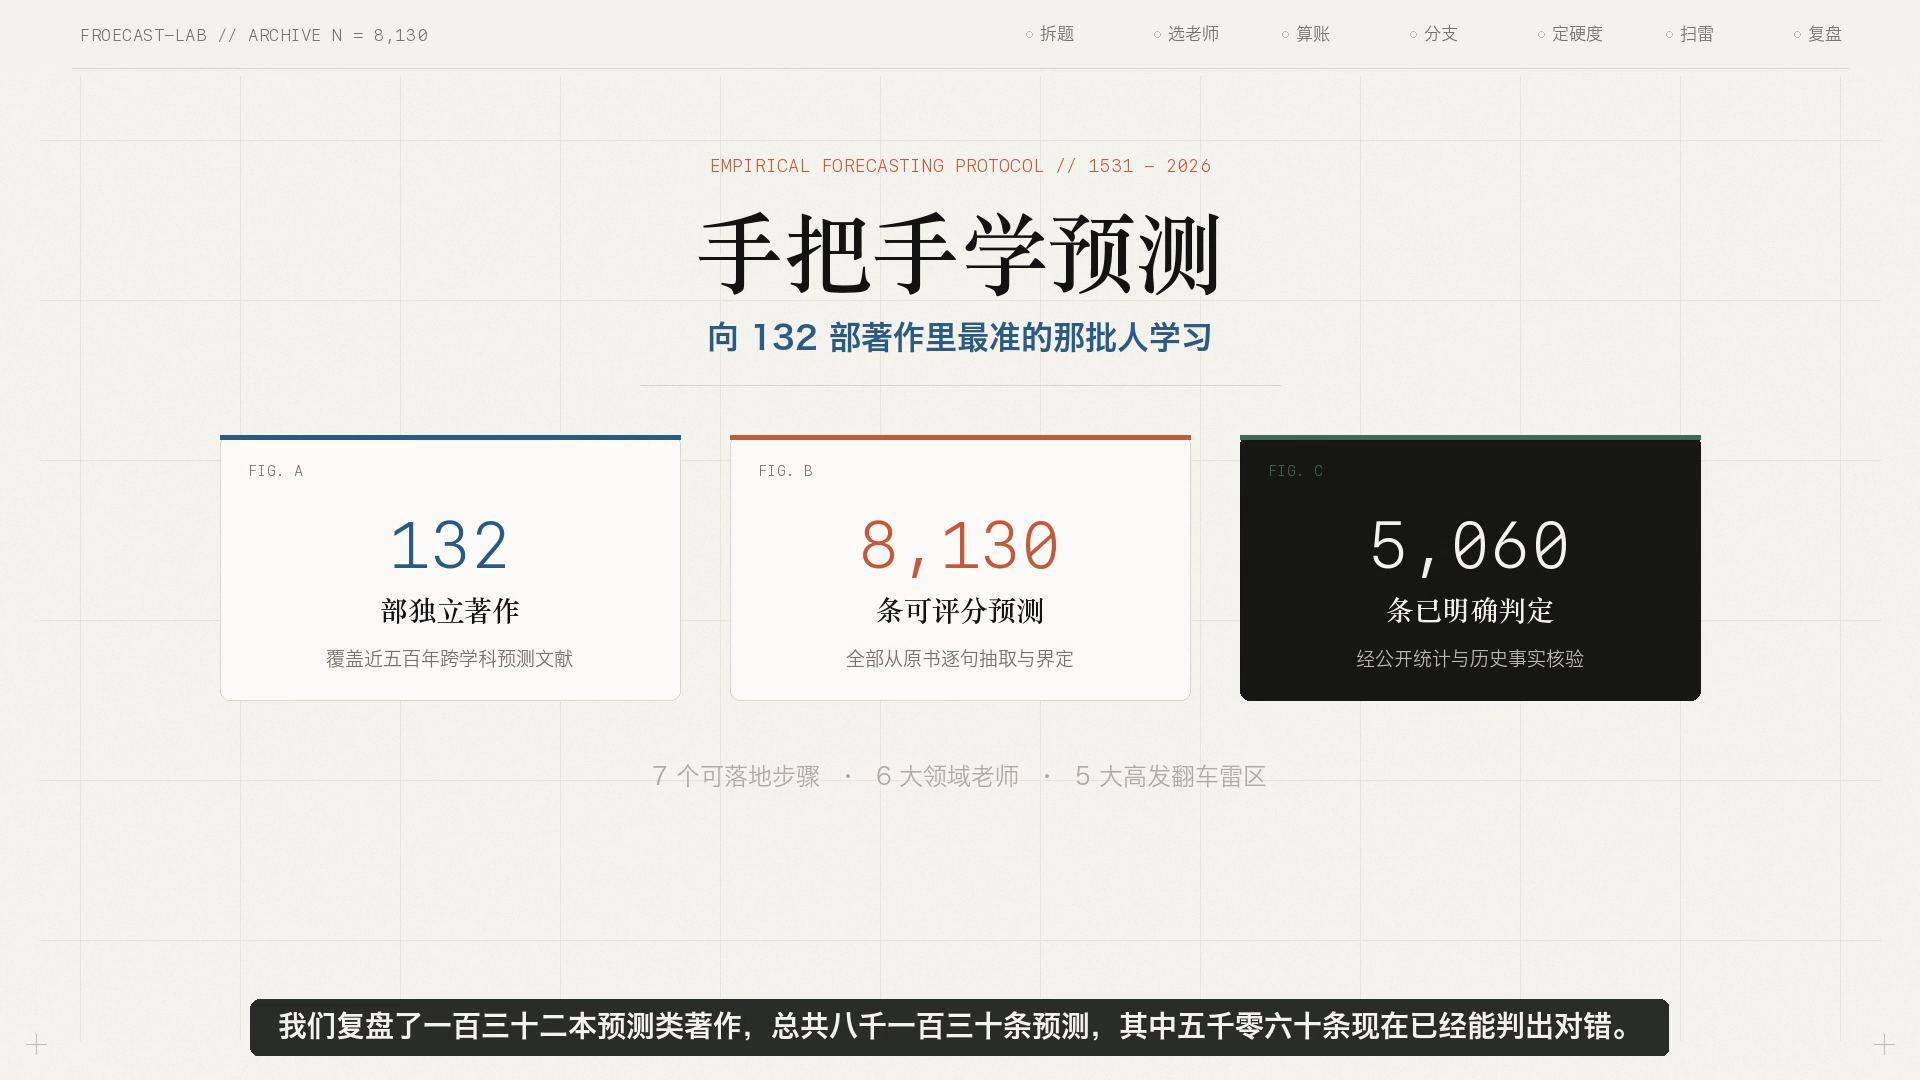 FROECAST—LAB // ARCHIVE N = 8,130
拆题
选老师
算账
分支
定硬度
扫雷
复盘
EMPIRICAL FORECASTING PROTOCOL // 1531 — 2026
手把手学预测
向 132 部著作里最准的那批人学习
FIG. A
132
部独立著作
覆盖近五百年跨学科预测文献
FIG. B
8,130
条可评分预测
全部从原书逐句抽取与界定
FIG. C
5,060
条已明确判定
经公开统计与历史事实核验
7 个可落地步骤 · 6 大领域老师 · 5 大高发翻车雷区
我们复盘了一百三十二本预测类著作，总共八千一百三十条预测，其中五千零六十条现在已经能判出对错。